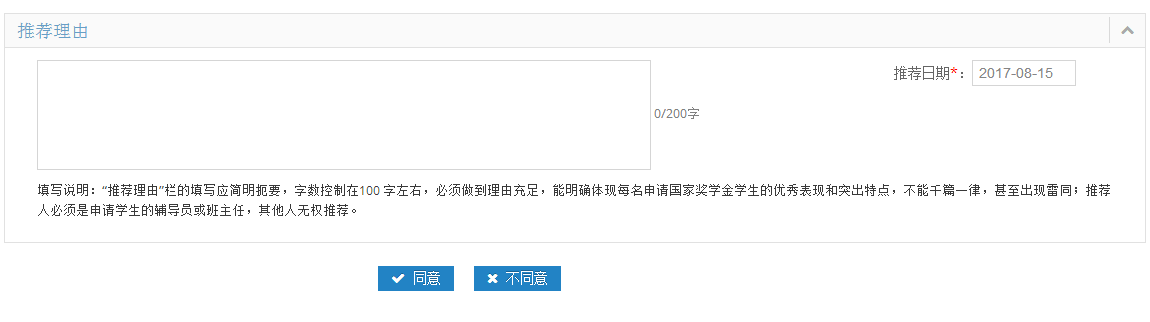 推荐理由
推荐日期*：2017-08-15
0/200字
填写说明：“推荐理由”栏的填写应简明扼要，字数控制在100 字左右，必须做到理由充足，能明确体现每名申请国家奖学金学生的优秀表现和突出特点，不能千篇一律，甚至出现雷同；推荐
人必须是申请学生的辅导员或班主任，其他人无权推荐。
同意 不同意